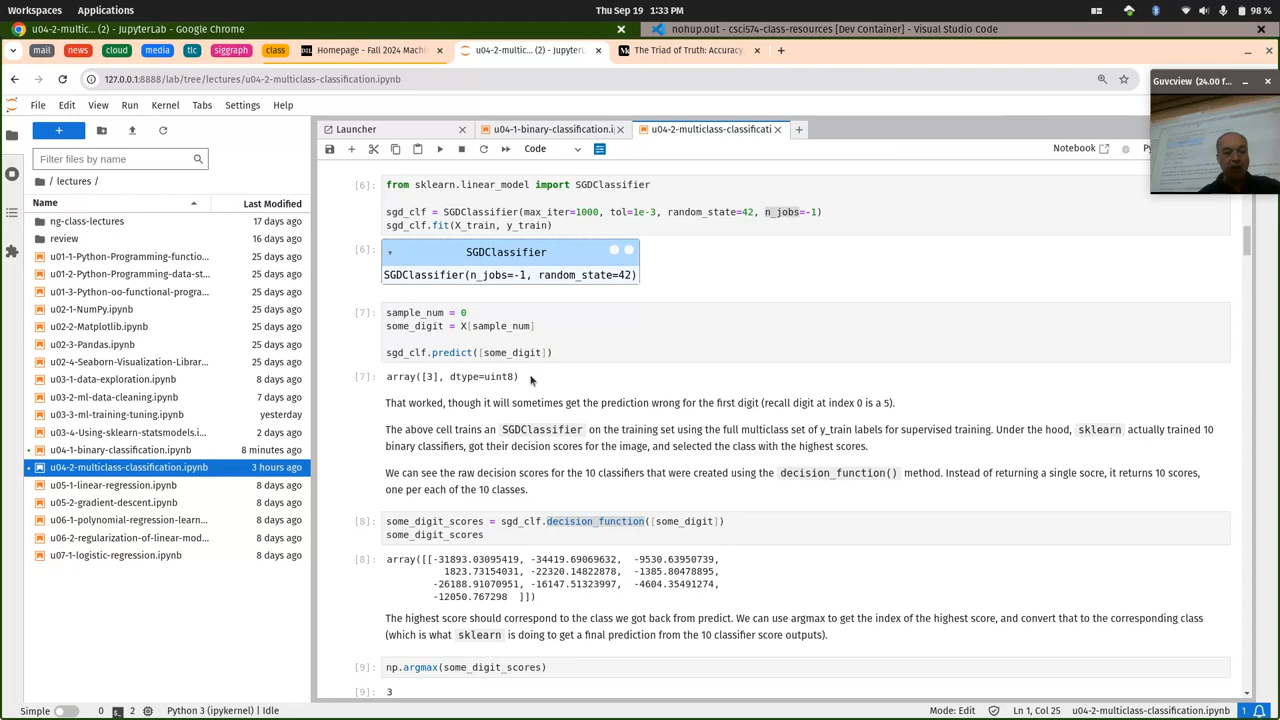 Workspaces Applications Thu Sep 19 1:33 PM 98 %
u04-2-multiclass-classification.ipynb (2) - JupyterLab - Google Chrome
nohup.out - csci574-class-resources [Dev Container] - Visual Studio Code
mail news cloud media tlc siggraph class Homepage - Fall 2024 Machi u04-2-multic... (2) - JupyterL The Triad of Truth: Accuracy,
127.0.0.1:8888/lab/tree/lectures/u04-2-multiclass-classification.ipynb
Guvcview (24.00 f...
File Edit View Run Kernel Tabs Settings Help
Launcher u04-1-binary-classification.i u04-2-multiclass-classificati
Code Notebook
Filter files by name
/ lectures /
Name Last Modified
ng-class-lectures 17 days ago
review 16 days ago
u01-1-Python-Programming-functio... 25 days ago
u01-2-Python-Programming-data-st... 25 days ago
u01-3-Python-oo-functional-progra... 25 days ago
u02-1-NumPy.ipynb 25 days ago
u02-2-Matplotlib.ipynb 25 days ago
u02-3-Pandas.ipynb 25 days ago
u02-4-Seaborn-Visualization-Librar... 25 days ago
u03-1-data-exploration.ipynb 8 days ago
u03-2-ml-data-cleaning.ipynb 7 days ago
u03-3-ml-training-tuning.ipynb yesterday
u03-4-Using-sklearn-statsmodels.i... 2 days ago
u04-1-binary-classification.ipynb 8 minutes ago
u04-2-multiclass-classification.ipynb 3 hours ago
u05-1-linear-regression.ipynb 8 days ago
u05-2-gradient-descent.ipynb 8 days ago
u06-1-polynomial-regression-learn... 8 days ago
u06-2-regularization-of-linear-mod... 8 days ago
u07-1-logistic-regression.ipynb 8 days ago
[6]: from sklearn.linear_model import SGDClassifier
sgd_clf = SGDClassifier(max_iter=1000, tol=1e-3, random_state=42, n_jobs=-1)
sgd_clf.fit(X_train, y_train)
[6]: SGDClassifier
SGDClassifier(n_jobs=-1, random_state=42)
[7]: sample_num = 0
some_digit = X[sample_num]
sgd_clf.predict([some_digit])
[7]: array([3], dtype=uint8)
That worked, though it will sometimes get the prediction wrong for the first digit (recall digit at index 0 is a 5).
The above cell trains an SGDClassifier on the training set using the full multiclass set of y_train labels for supervised training. Under the hood, sklearn actually trained 10
binary classifiers, got their decision scores for the image, and selected the class with the highest scores.
We can see the raw decision scores for the 10 classifiers that were created using the decision_function() method. Instead of returning a single socre, it returns 10 scores,
one per each of the 10 classes.
[8]: some_digit_scores = sgd_clf.decision_function([some_digit])
some_digit_scores
[8]: array([[-31893.03095419, -34419.69069632, -9530.63950739,
1823.73154031, -22320.14822878, -1385.80478895,
-26188.91070951, -16147.51323997, -4604.35491274,
-12050.767298 ]])
The highest score should correspond to the class we got back from predict. We can use argmax to get the index of the highest score, and convert that to the corresponding class
(which is what sklearn is doing to get a final prediction from the 10 classifier score outputs).
[9]: np.argmax(some_digit_scores)
[9]: 3
Simple 0 2 Python 3 (ipykernel) | Idle Mode: Edit Ln 1, Col 25 u04-2-multiclass-classification.ipynb 1